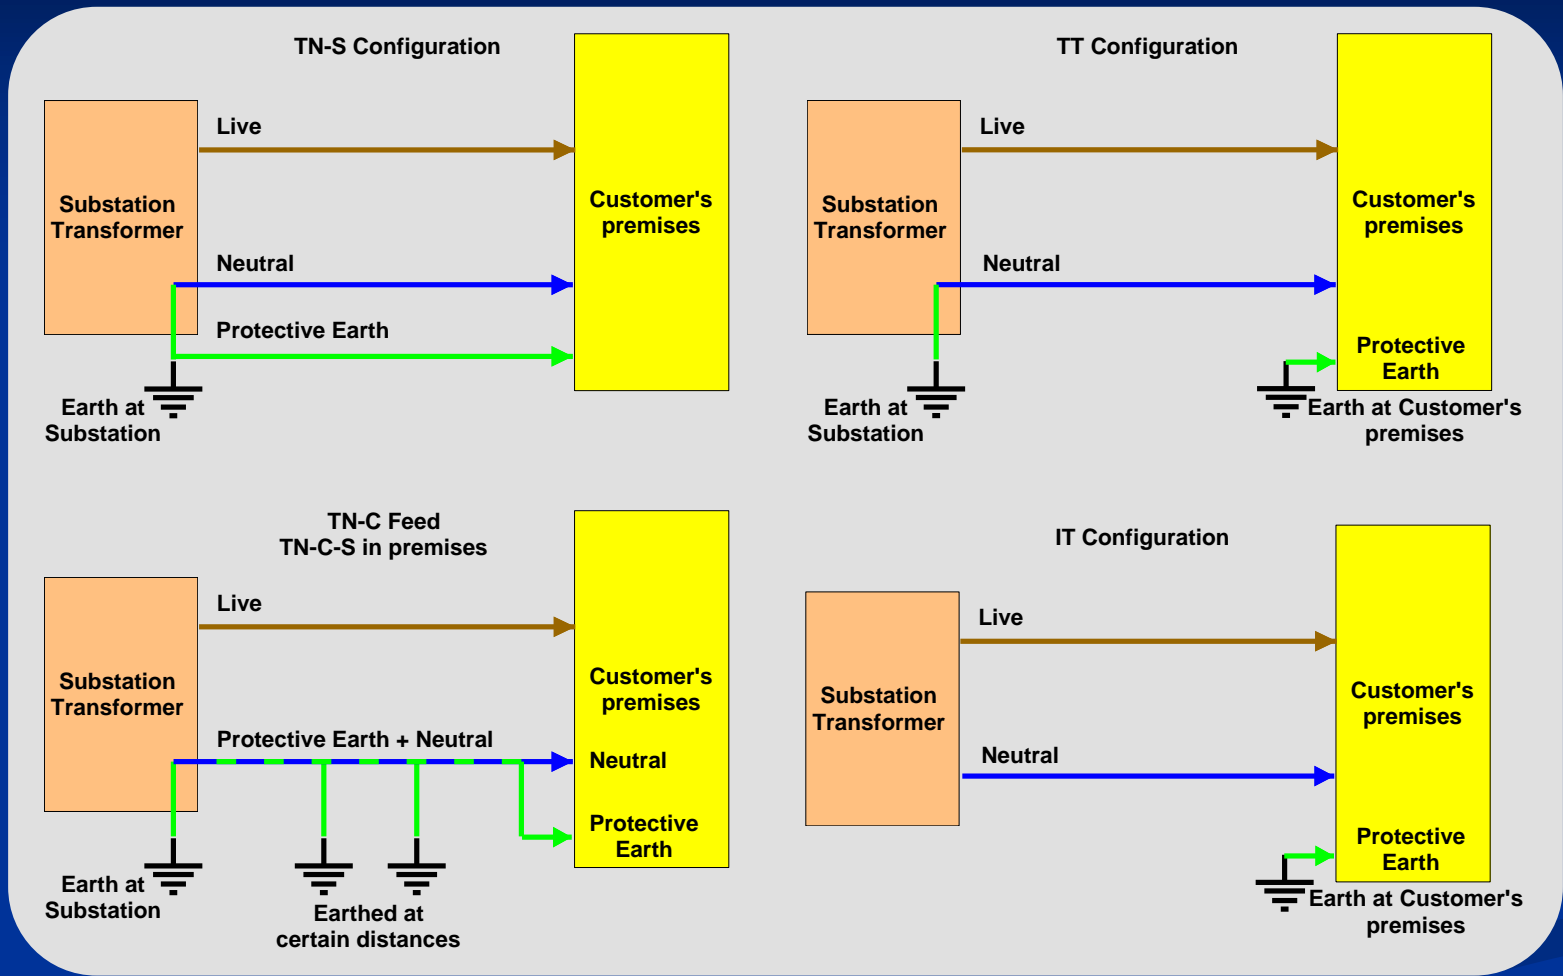 TN-S Configuration
Live
Substation
Transformer
Customer's
premises
Neutral
Protective Earth
Earth at
Substation
TT Configuration
Live
Substation
Transformer
Customer's
premises
Neutral
Protective
Earth
Earth at
Substation
Earth at Customer's
premises
TN-C Feed
TN-C-S in premises
Live
Substation
Transformer
Customer's
premises
Protective Earth + Neutral
Neutral
Protective
Earth
Earth at
Substation
Earthed at
certain distances
IT Configuration
Live
Substation
Transformer
Customer's
premises
Neutral
Protective
Earth
Earth at Customer's
premises